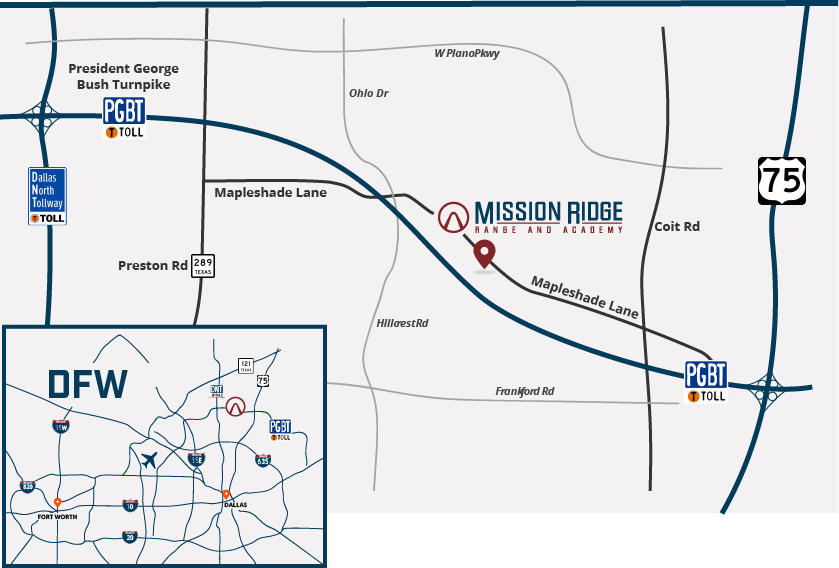 W PlanoPkwy
President George
Bush Turnpike
PGBT
TOLL
Ohio Dr
Dallas
North
Tollway
TOLL
Mapleshade Lane
75
MISSION RIDGE
RANGE AND ACADEMY
Coit Rd
Preston Rd
289
TEXAS
Mapleshade Lane
HillcrestRd
PGBT
TOLL
Frankford Rd
DFW
121
TEXAS
75
DNT
TOLL
PGBT
TOLL
35W
35E
635
820
FORT WORTH
DALLAS
20